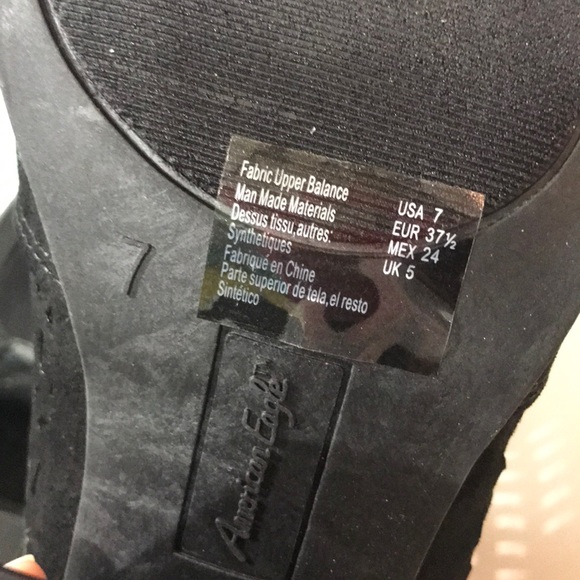 Fabric Upper Balance
Man Made Materials
Dessus tissu,autres:
Synthetiques
Fabriqué en Chine
Parte superior de tela,el resto
Sintético
USA 7
EUR 37½
MEX 24
UK 5
7
American Eagle™